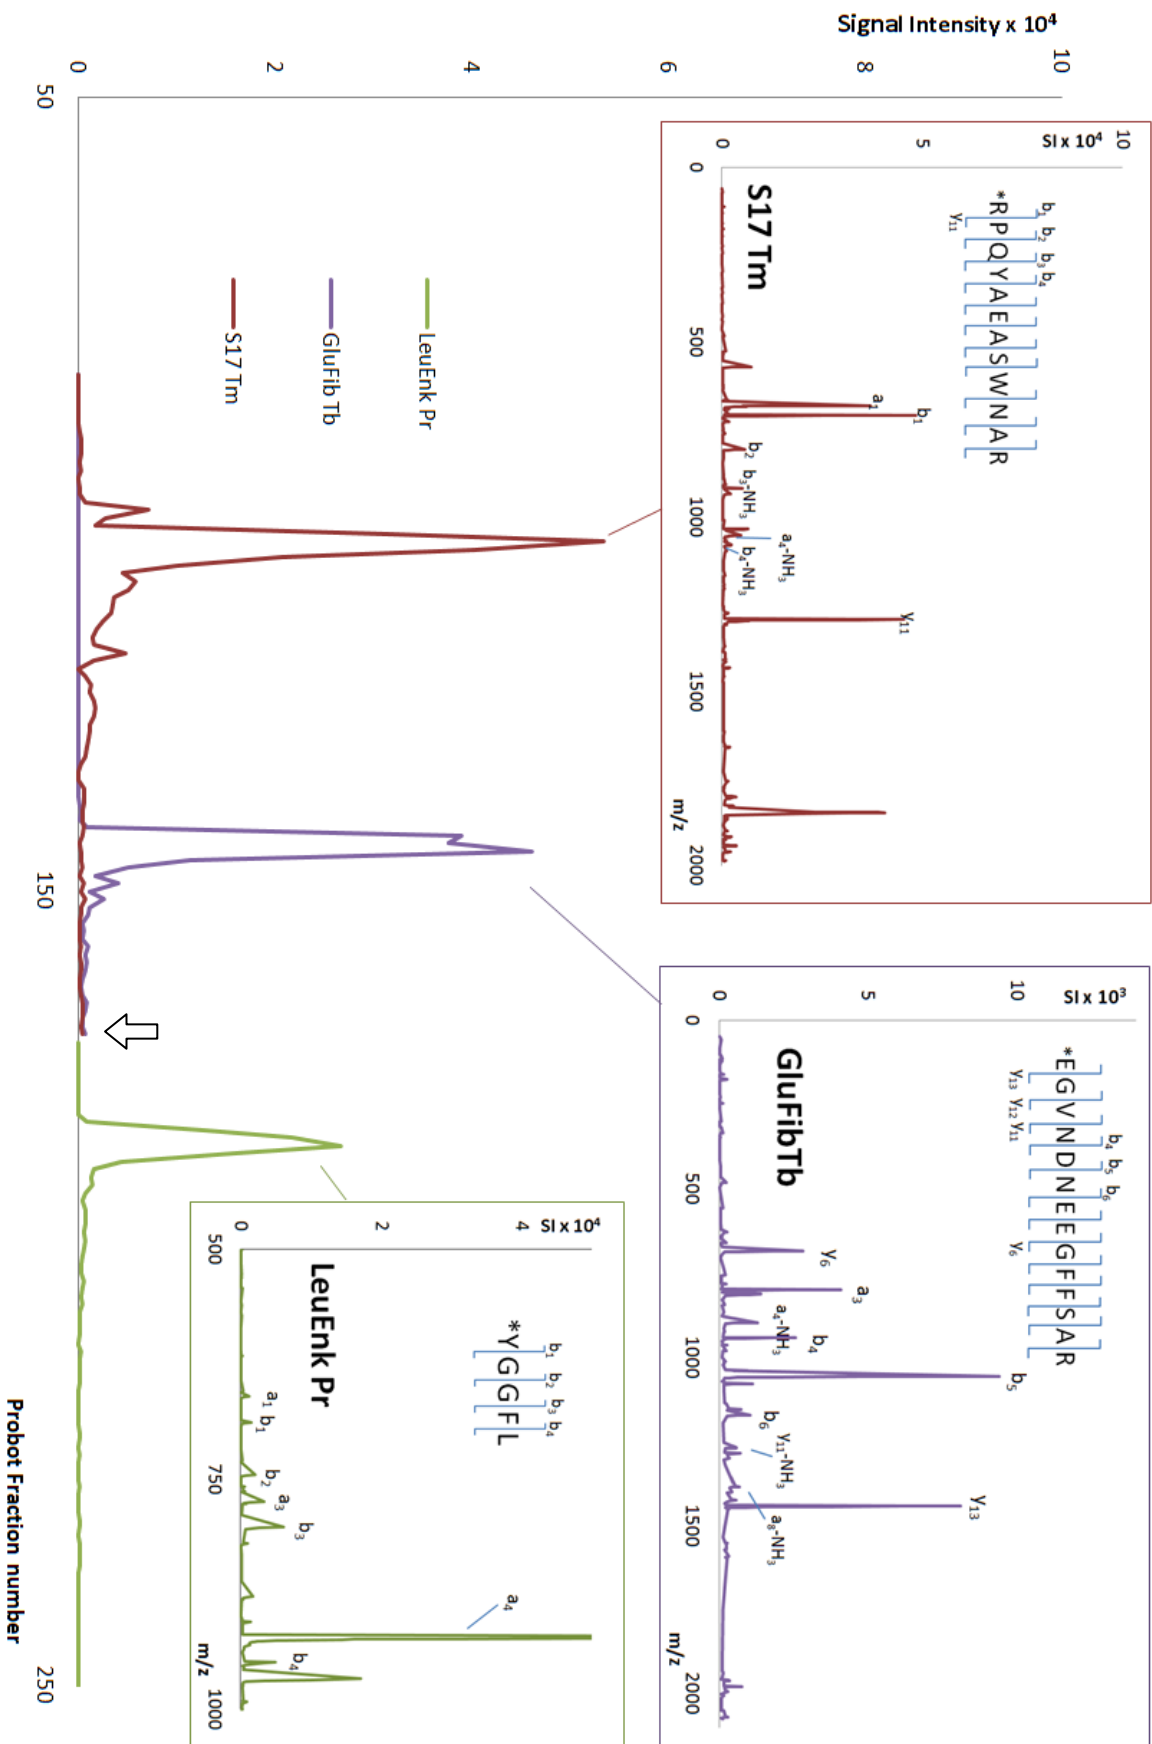 Signal Intensity x 10⁴
10
8
6
4
2
0
50
150
250
Probot Fraction number
LeuEnk Pr
GluFib Tb
S17 Tm
SI x 10⁴
10
5
0
0
500
1000
1500
2000
m/z
S17 Tm
b₁ b₂ b₃ b₄
*R P Q Y A E A S W N A R
y₁₁
a₁
b₁
b₂
b₃-NH₃
a₄-NH₃
b₄-NH₃
y₁₁
SI x 10³
10
5
0
0
500
1000
1500
2000
m/z
GluFibTb
b₄ b₅ b₆
*E G V N D N E E G F F S A R
y₁₃ y₁₂ y₁₁ y₆
y₆
a₃
a₄-NH₃
b₄
b₅
b₆
y₁₁-NH₃
a₈-NH₃
y₁₃
SI x 10⁴
4
2
0
500
750
1000
m/z
LeuEnk Pr
b₁ b₂ b₃ b₄
*Y G G F L
a₁ b₁
b₂
a₃
b₃
a₄
b₄